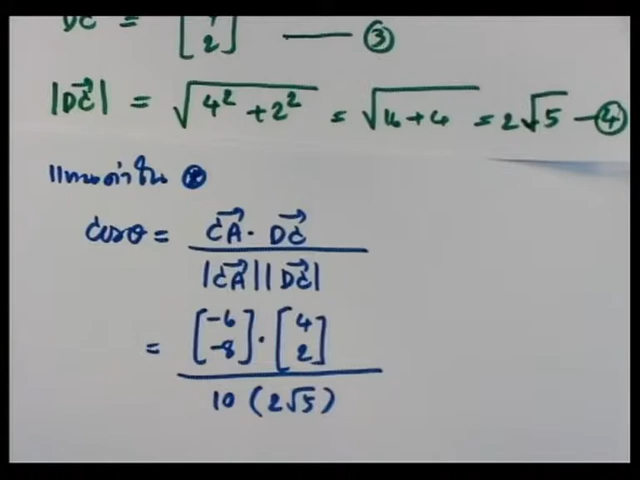 DC⃗ = [4 2] —— ③
|DC⃗| = √(4² + 2²) = √(16+4) = 2√5 — ④
แทนค่าใน ⊛
cosθ = CA⃗ · DC⃗
|CA⃗| |DC⃗|
= [-6 -8] · [4 2]
10 (2√5)